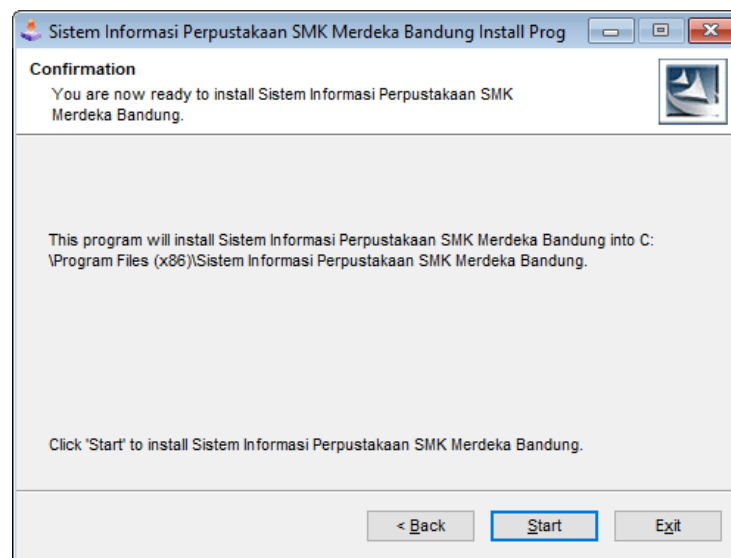 Sistem Informasi Perpustakaan SMK Merdeka Bandung Install Prog
Confirmation
You are now ready to install Sistem Informasi Perpustakaan SMK
Merdeka Bandung.
This program will install Sistem Informasi Perpustakaan SMK Merdeka Bandung into C:
\Program Files (x86)\Sistem Informasi Perpustakaan SMK Merdeka Bandung.
Click 'Start' to install Sistem Informasi Perpustakaan SMK Merdeka Bandung.
< Back Start Exit